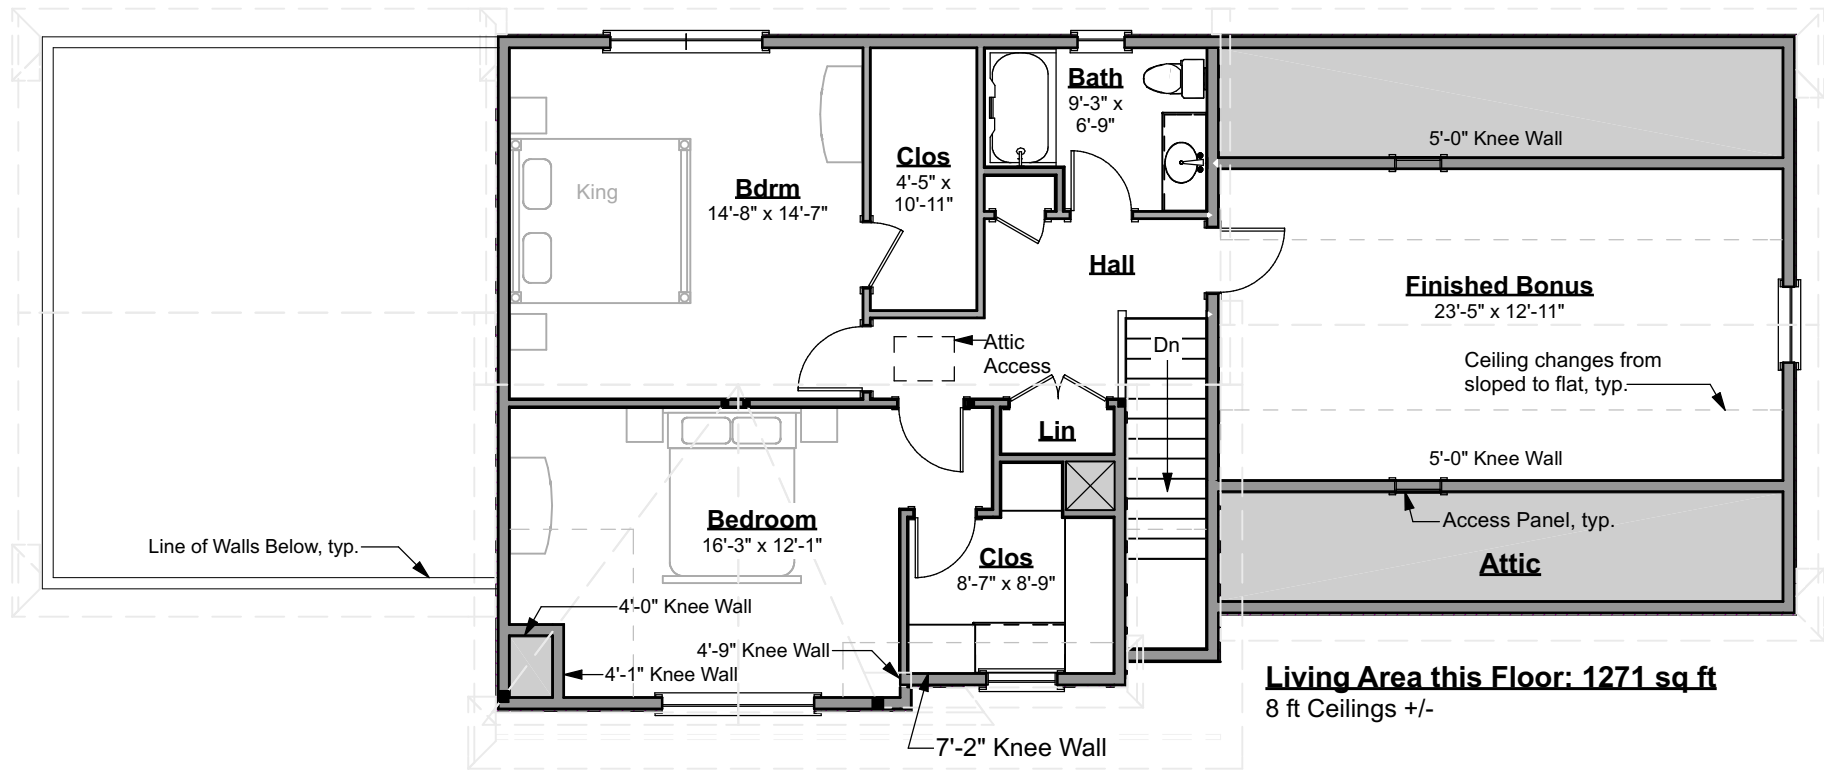 Bath
9'-3" x
6'-9"
5'-0" Knee Wall
Clos
4'-5" x
10'-11"
King
Bdrm
14'-8" x 14'-7"
Hall
Finished Bonus
23'-5" x 12'-11"
Attic
Access
Dn
Ceiling changes from
sloped to flat, typ.
Lin
5'-0" Knee Wall
Bedroom
16'-3" x 12'-1"
Access Panel, typ.
Line of Walls Below, typ.
Clos
8'-7" x 8'-9"
Attic
4'-0" Knee Wall
4'-9" Knee Wall
4'-1" Knee Wall
Living Area this Floor: 1271 sq ft
8 ft Ceilings +/-
7'-2" Knee Wall